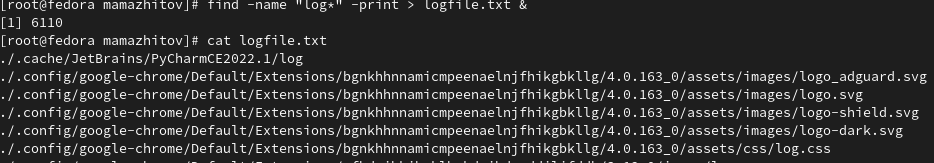 [root@fedora mamazhitov]# find -name "log*" -print > logfile.txt &
[1] 6110
[root@fedora mamazhitov]# cat logfile.txt
./.cache/JetBrains/PyCharmCE2022.1/log
./.config/google-chrome/Default/Extensions/bgnkhhnnamicmpeenaelnjfhikgbkllg/4.0.163_0/assets/images/logo_adguard.svg
./.config/google-chrome/Default/Extensions/bgnkhhnnamicmpeenaelnjfhikgbkllg/4.0.163_0/assets/images/logo.svg
./.config/google-chrome/Default/Extensions/bgnkhhnnamicmpeenaelnjfhikgbkllg/4.0.163_0/assets/images/logo-shield.svg
./.config/google-chrome/Default/Extensions/bgnkhhnnamicmpeenaelnjfhikgbkllg/4.0.163_0/assets/images/logo-dark.svg
./.config/google-chrome/Default/Extensions/bgnkhhnnamicmpeenaelnjfhikgbkllg/4.0.163_0/assets/css/log.css